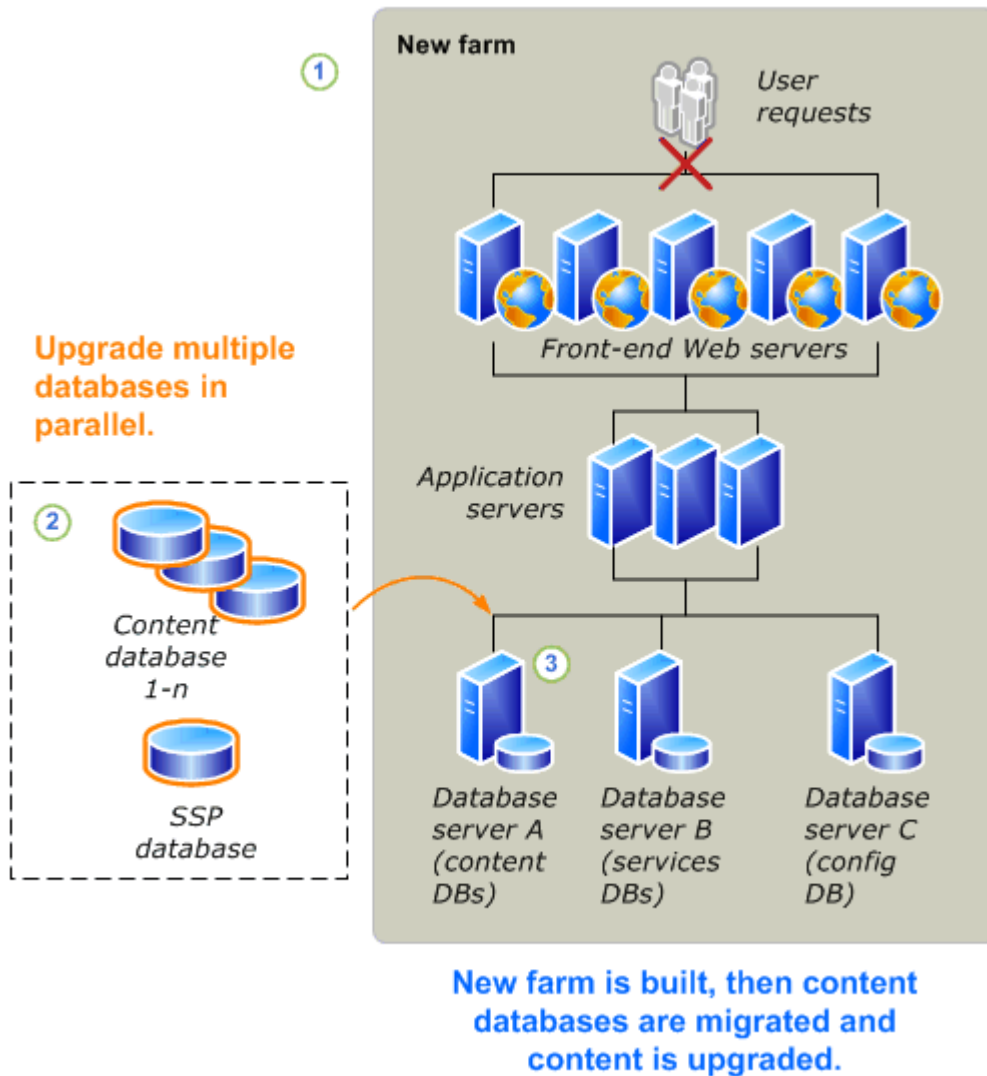 New farm
1
User
requests
Front-end Web servers
Upgrade multiple
databases in
parallel.
Application
servers
2
Content
database
1-n
SSP
database
3
Database
server A
(content
DBs)
Database
server B
(services
DBs)
Database
server C
(config
DB)
New farm is built, then content
databases are migrated and
content is upgraded.